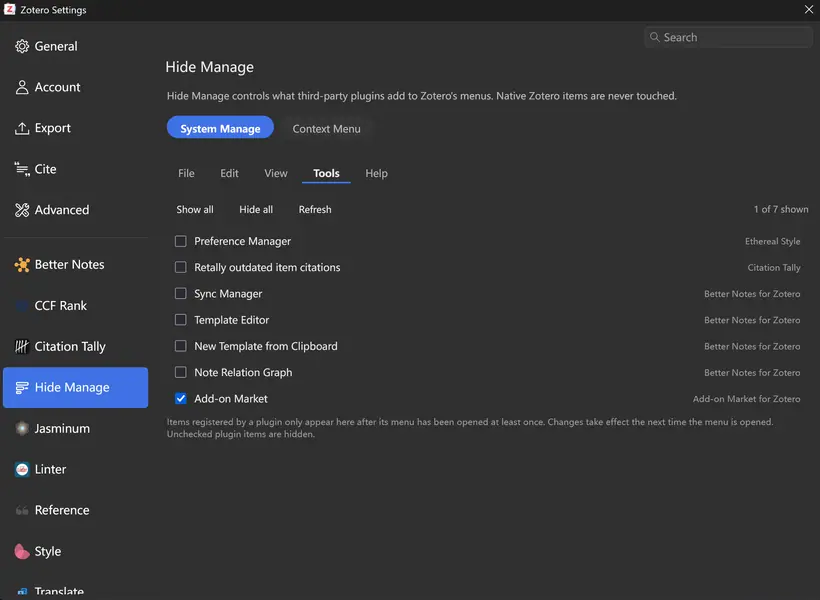 Zotero Settings
General
Account
Export
Cite
Advanced
Better Notes
CCF Rank
Citation Tally
Hide Manage
Jasminum
Linter
Reference
Style
Translate
Search
Hide Manage
Hide Manage controls what third-party plugins add to Zotero's menus. Native Zotero items are never touched.
System Manage Context Menu
File Edit View Tools Help
Show all Hide all Refresh 1 of 7 shown
Preference Manager Ethereal Style
Retally outdated item citations Citation Tally
Sync Manager Better Notes for Zotero
Template Editor Better Notes for Zotero
New Template from Clipboard Better Notes for Zotero
Note Relation Graph Better Notes for Zotero
Add-on Market Add-on Market for Zotero
Items registered by a plugin only appear here after its menu has been opened at least once. Changes take effect the next time the menu is opened.
Unchecked plugin items are hidden.